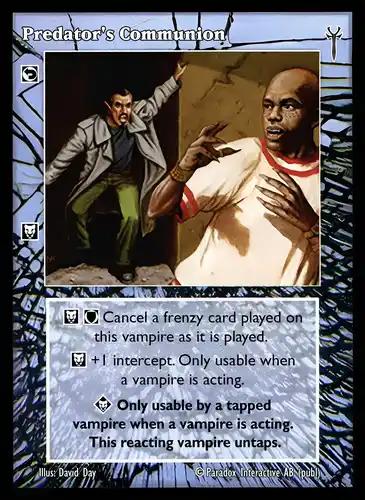 Predator's Communion
Cancel a frenzy card played on
this vampire as it is played.
+1 intercept. Only usable when
a vampire is acting.
Only usable by a tapped
vampire when a vampire is acting.
This reacting vampire untaps.
Illus: David Day © Paradox Interactive AB (publ)